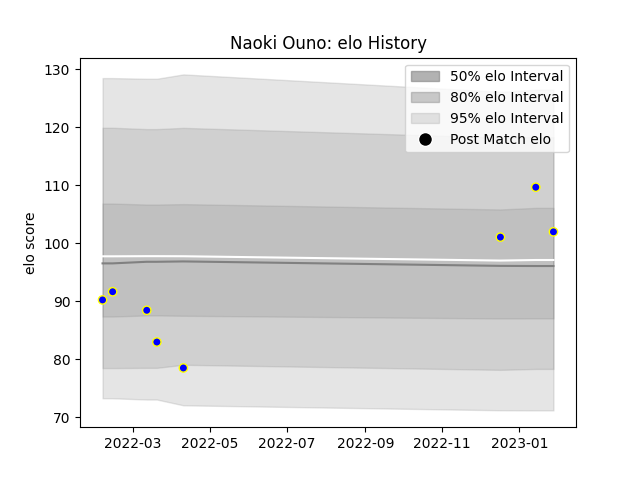 Naoki Ouno: elo History
50% elo Interval
80% elo Interval
95% elo Interval
Post Match elo
elo score
130
120
110
100
90
80
70
2022-03
2022-05
2022-07
2022-09
2022-11
2023-01